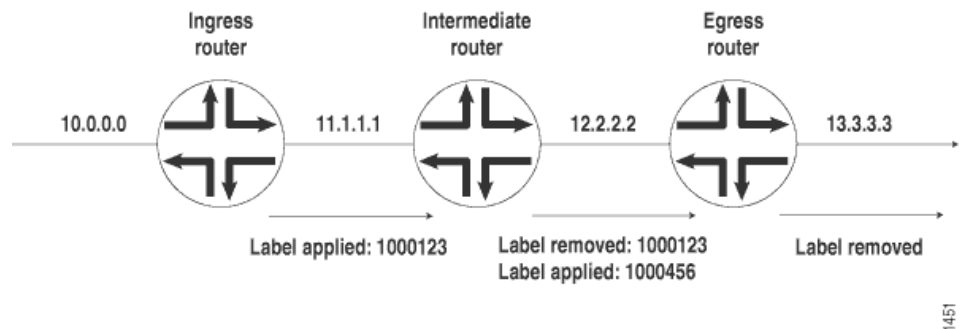 Ingress
router
Intermediate
router
Egress
router
10.0.0.0
11.1.1.1
12.2.2.2
13.3.3.3
Label applied: 1000123
Label removed: 1000123
Label applied: 1000456
Label removed
1451